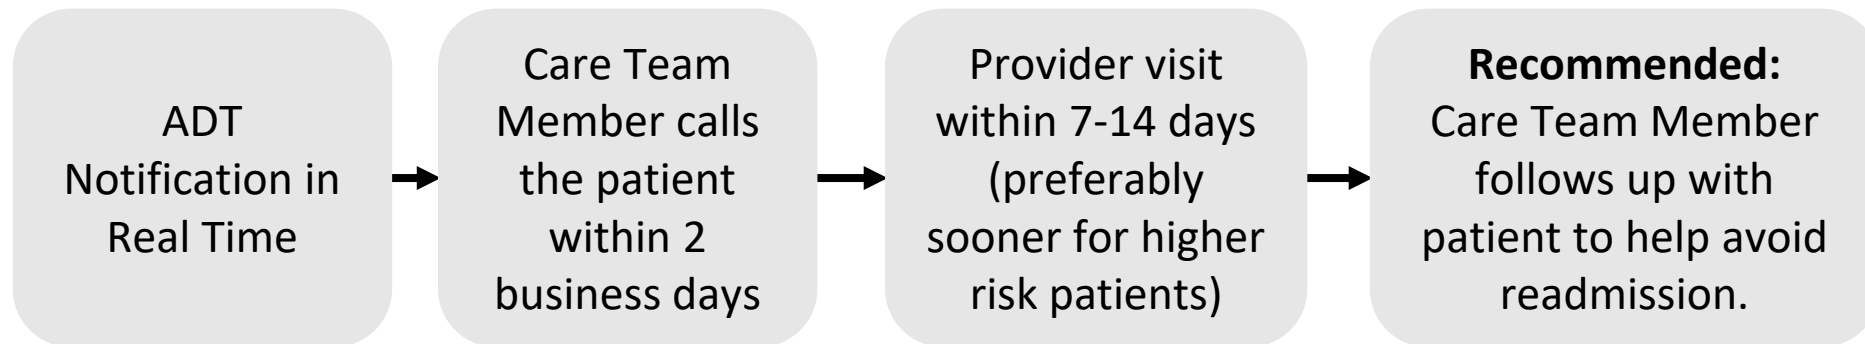 ADT
Notification in
Real Time
Care Team
Member calls
the patient
within 2
business days
Provider visit
within 7-14 days
(preferably
sooner for higher
risk patients)
Recommended:
Care Team Member
follows up with
patient to help avoid
readmission.